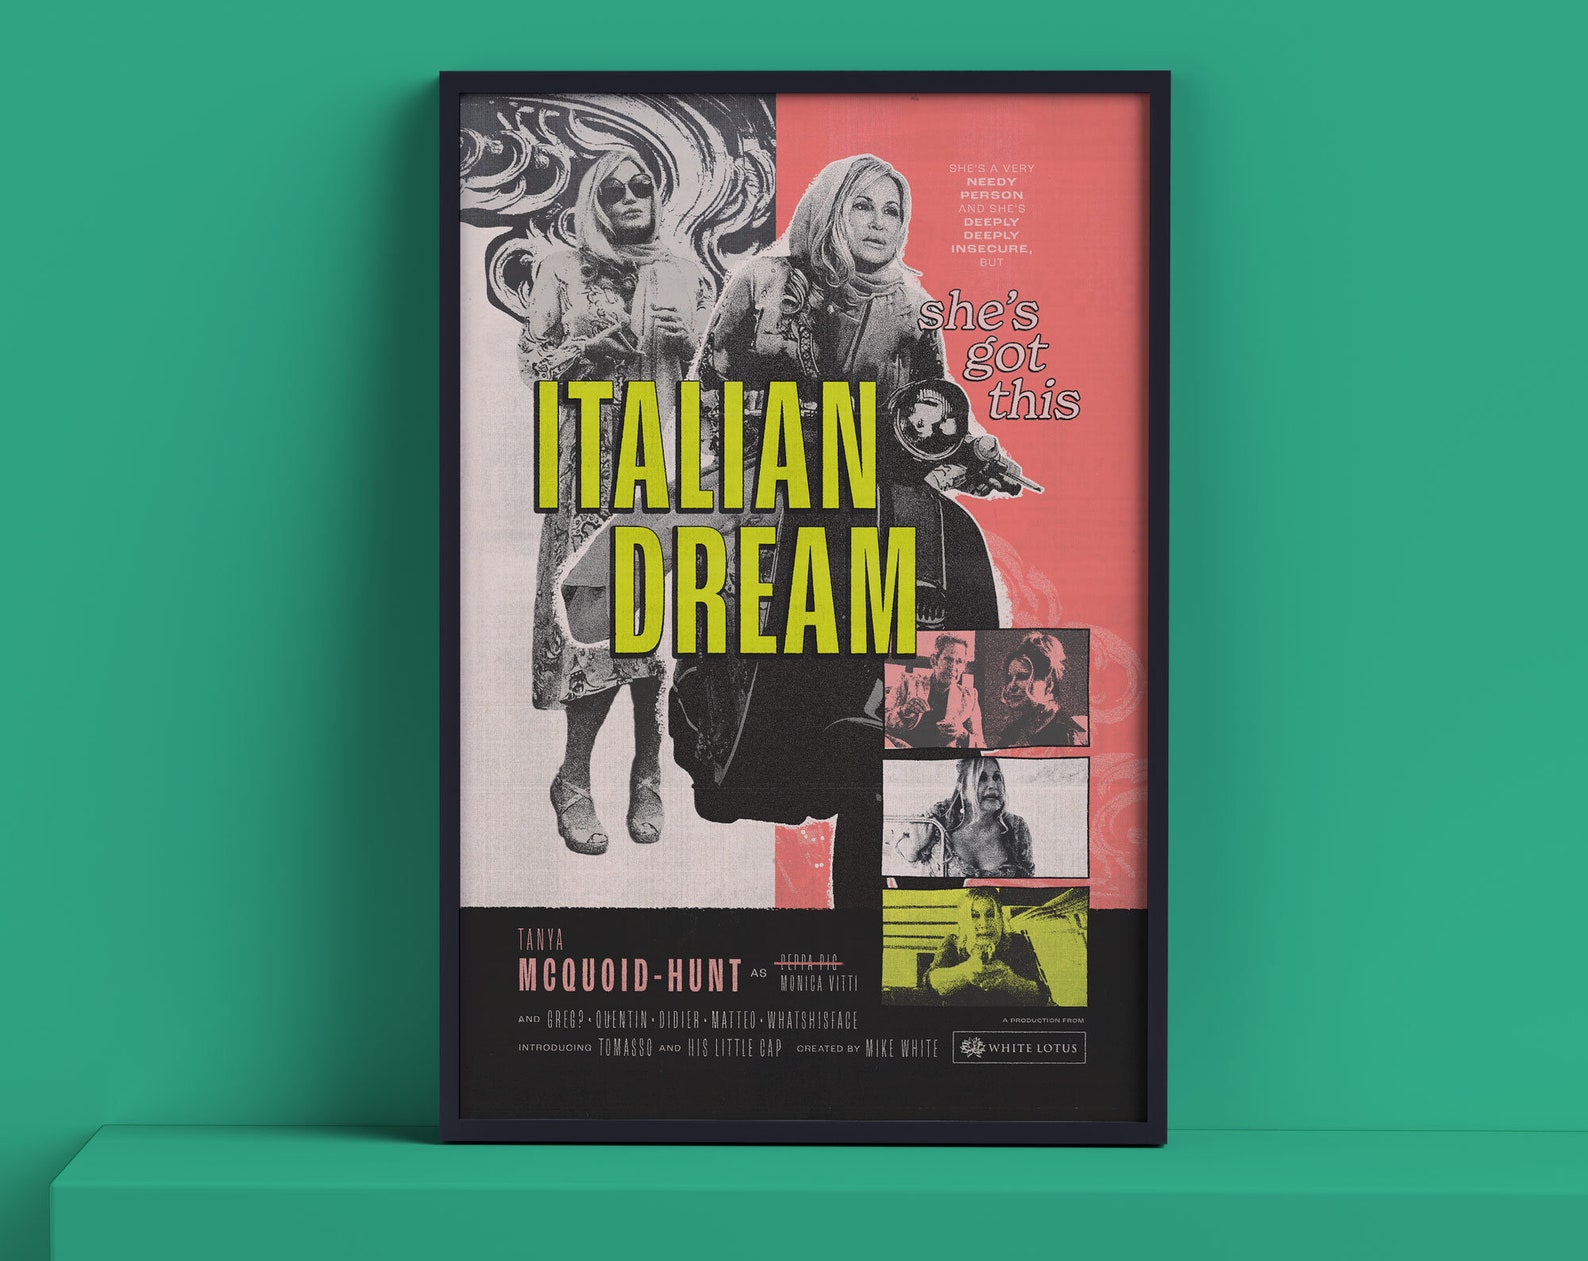 SHE'S A VERY
NEEDY
PERSON
AND SHE'S
DEEPLY
DEEPLY
INSECURE,
BUT
she's
got
this
ITALIAN
DREAM
TANYA
MCQUOID-HUNT AS PEPPA PIG
MONICA VITTI
AND GREG? • QUENTIN • DIDIER • MATTEO • WHATSHISFACE
INTRODUCING TOMASSO AND HIS LITTLE CAP CREATED BY MIKE WHITE
A PRODUCTION FROM
WHITE LOTUS